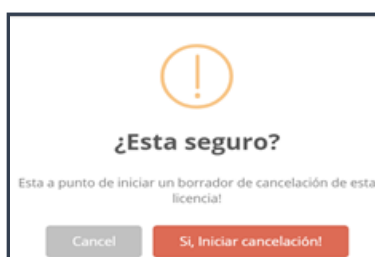 ¿Esta seguro?
Esta a punto de iniciar un borrador de cancelación de esta
licencia!
Cancel
Si, Iniciar cancelación!